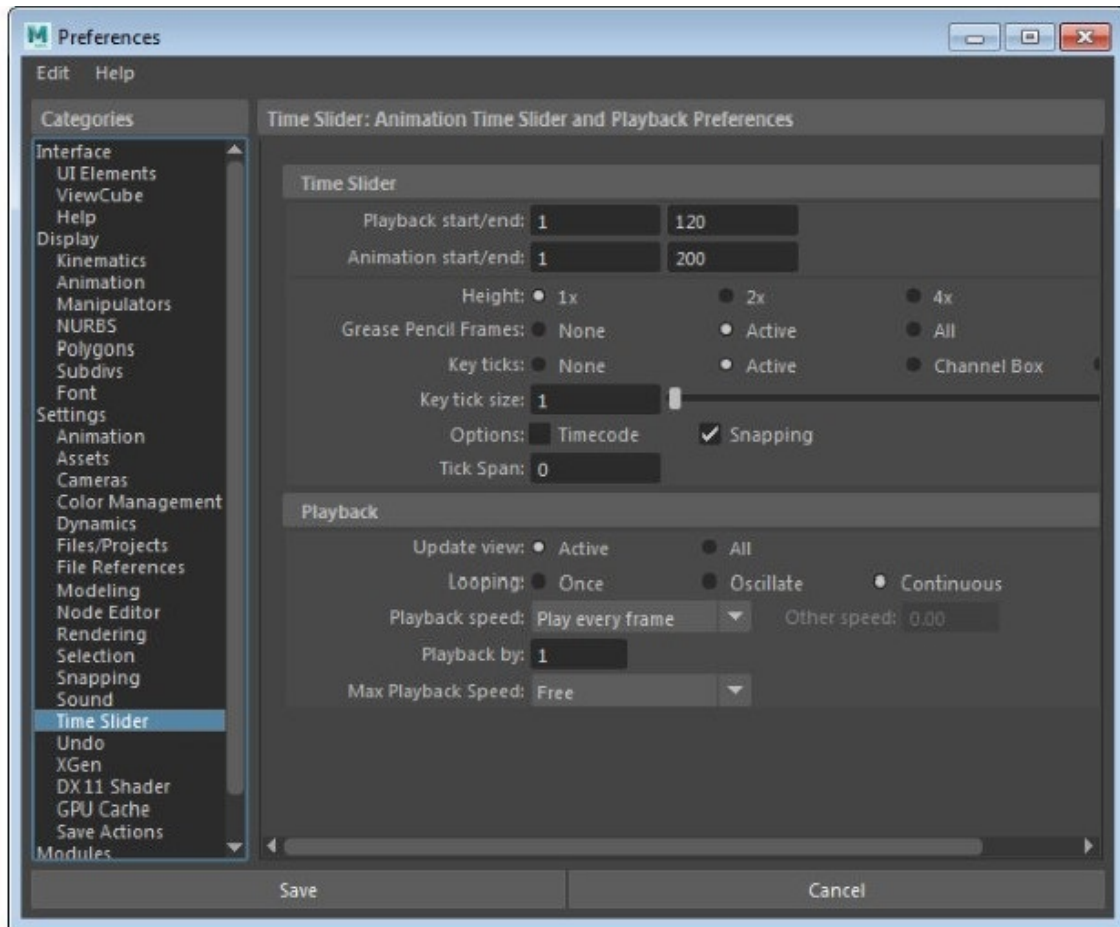 Preferences
Edit Help
Categories
Interface
UI Elements
ViewCube
Help
Display
Kinematics
Animation
Manipulators
NURBS
Polygons
Subdivs
Font
Settings
Animation
Assets
Cameras
Color Management
Dynamics
Files/Projects
File References
Modeling
Node Editor
Rendering
Selection
Snapping
Sound
Time Slider
Undo
XGen
DX11 Shader
GPU Cache
Save Actions
Modules
Time Slider: Animation Time Slider and Playback Preferences
Time Slider
Playback start/end: 1 120
Animation start/end: 1 200
Height: 1x 2x 4x
Grease Pencil Frames: None Active All
Key ticks: None Active Channel Box
Key tick size: 1
Options: Timecode Snapping
Tick Span: 0
Playback
Update view: Active All
Looping: Once Oscillate Continuous
Playback speed: Play every frame Other speed: 0.00
Playback by: 1
Max Playback Speed: Free
Save Cancel